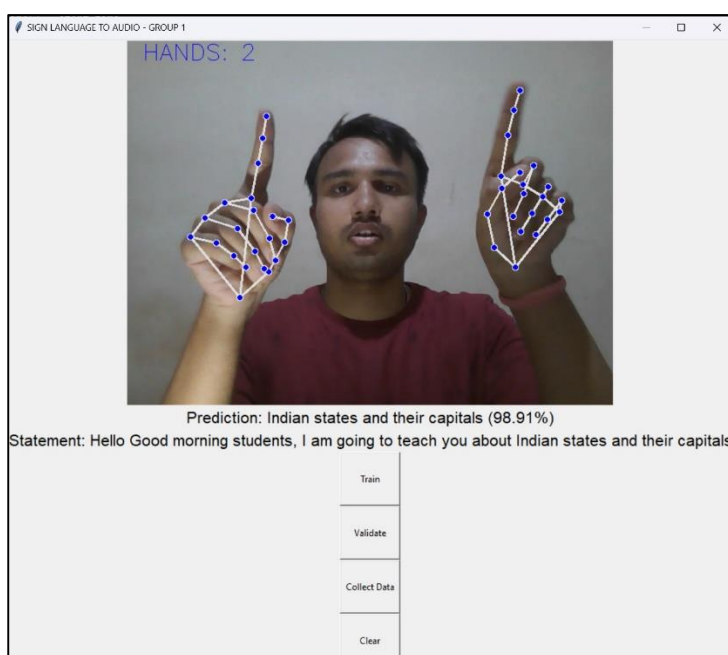 SIGN LANGUAGE TO AUDIO - GROUP 1
HANDS: 2
Prediction: Indian states and their capitals (98.91%)
Statement: Hello Good morning students, I am going to teach you about Indian states and their capitals
Train
Validate
Collect Data
Clear